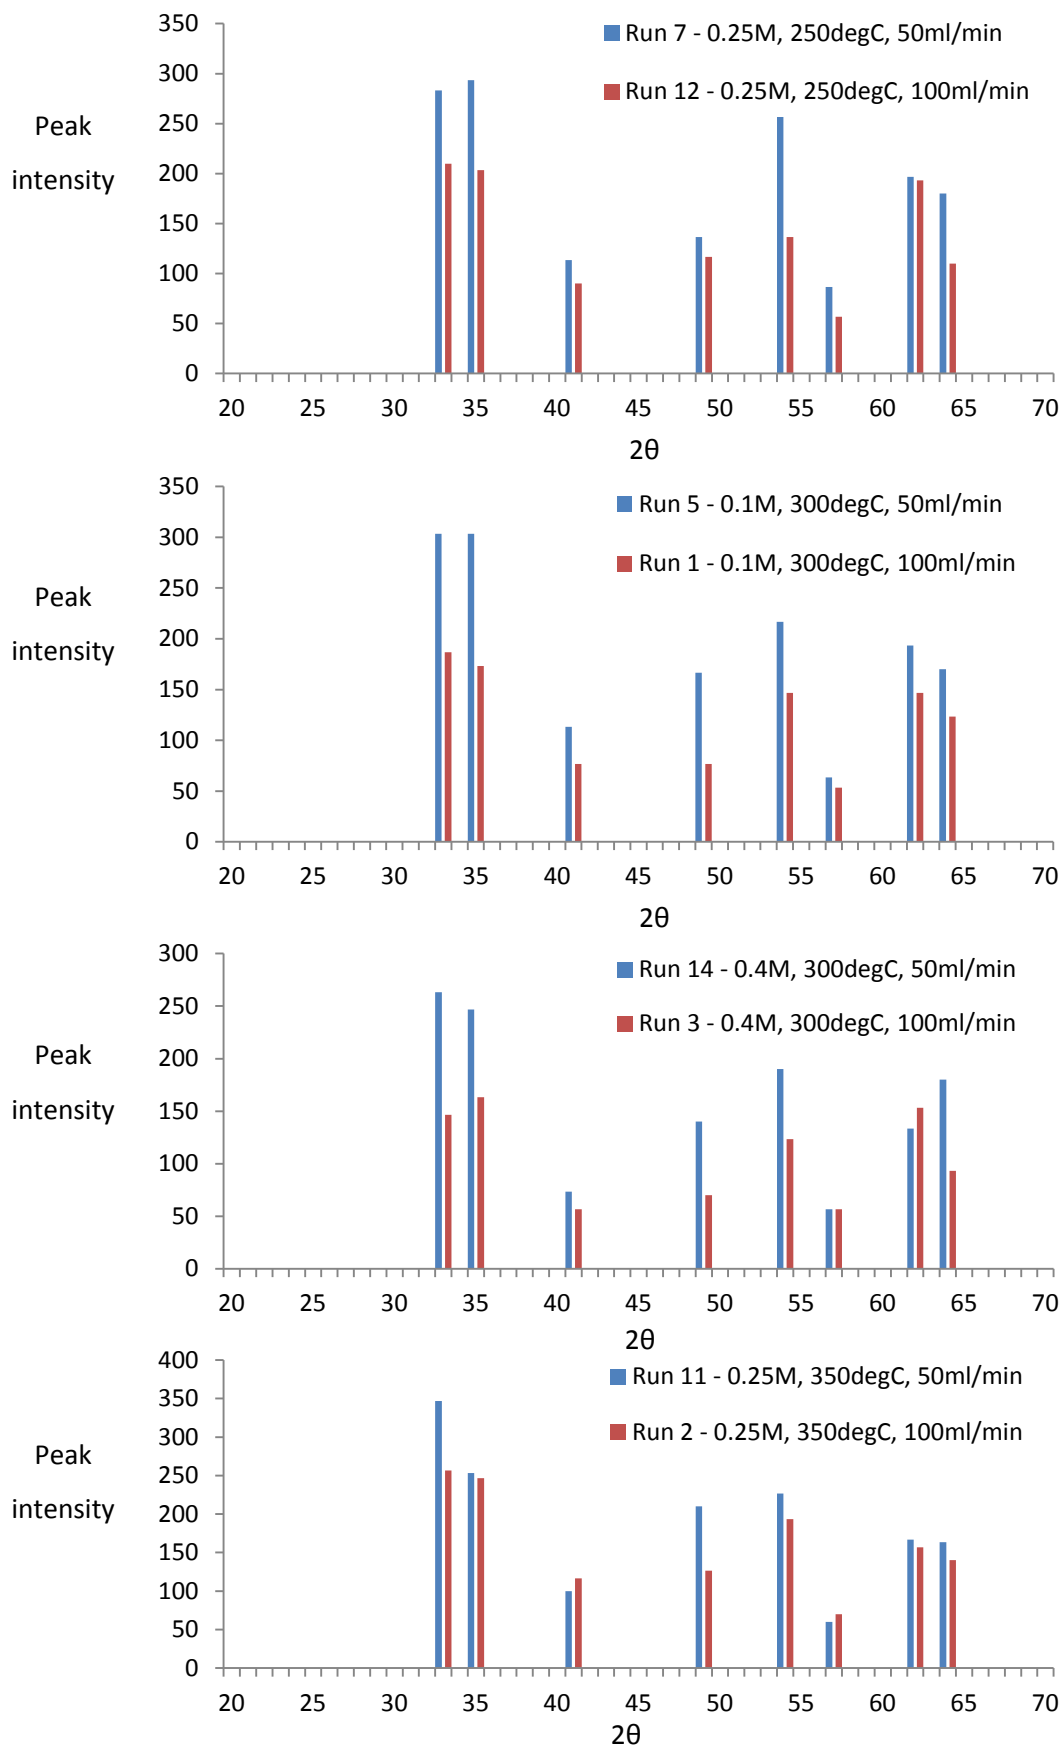 350
300
250
200
150
100
50
0
Peak
intensity
Run 7 - 0.25M, 250degC, 50ml/min
Run 12 - 0.25M, 250degC, 100ml/min
20 25 30 35 40 45 50 55 60 65 70
2θ
350
300
250
200
150
100
50
0
Peak
intensity
Run 5 - 0.1M, 300degC, 50ml/min
Run 1 - 0.1M, 300degC, 100ml/min
20 25 30 35 40 45 50 55 60 65 70
2θ
300
250
200
150
100
50
0
Peak
intensity
Run 14 - 0.4M, 300degC, 50ml/min
Run 3 - 0.4M, 300degC, 100ml/min
20 25 30 35 40 45 50 55 60 65 70
2θ
400
350
300
250
200
150
100
50
0
Peak
intensity
Run 11 - 0.25M, 350degC, 50ml/min
Run 2 - 0.25M, 350degC, 100ml/min
20 25 30 35 40 45 50 55 60 65 70
2θ